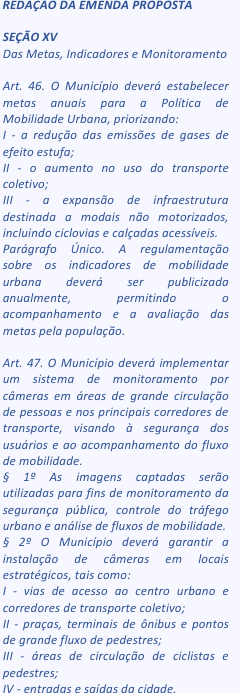 REDAÇÃO DA EMENDA PROPOSTA
SEÇÃO XV
Das Metas, Indicadores e Monitoramento
Art. 46. O Município deverá estabelecer
metas anuais para a Política de
Mobilidade Urbana, priorizando:
I - a redução das emissões de gases de
efeito estufa;
II - o aumento no uso do transporte
coletivo;
III - a expansão de infraestrutura
destinada a modais não motorizados,
incluindo ciclovias e calçadas acessíveis.
Parágrafo Único. A regulamentação
sobre os indicadores de mobilidade
urbana deverá ser publicizada
anualmente, permitindo o
acompanhamento e a avaliação das
metas pela população.
Art. 47. O Município deverá implementar
um sistema de monitoramento por
câmeras em áreas de grande circulação
de pessoas e nos principais corredores de
transporte, visando à segurança dos
usuários e ao acompanhamento do fluxo
de mobilidade.
§ 1º As imagens captadas serão
utilizadas para fins de monitoramento da
segurança pública, controle do tráfego
urbano e análise de fluxos de mobilidade.
§ 2º O Município deverá garantir a
instalação de câmeras em locais
estratégicos, tais como:
I - vias de acesso ao centro urbano e
corredores de transporte coletivo;
II - praças, terminais de ônibus e pontos
de grande fluxo de pedestres;
III - áreas de circulação de ciclistas e
pedestres;
IV - entradas e saídas da cidade.